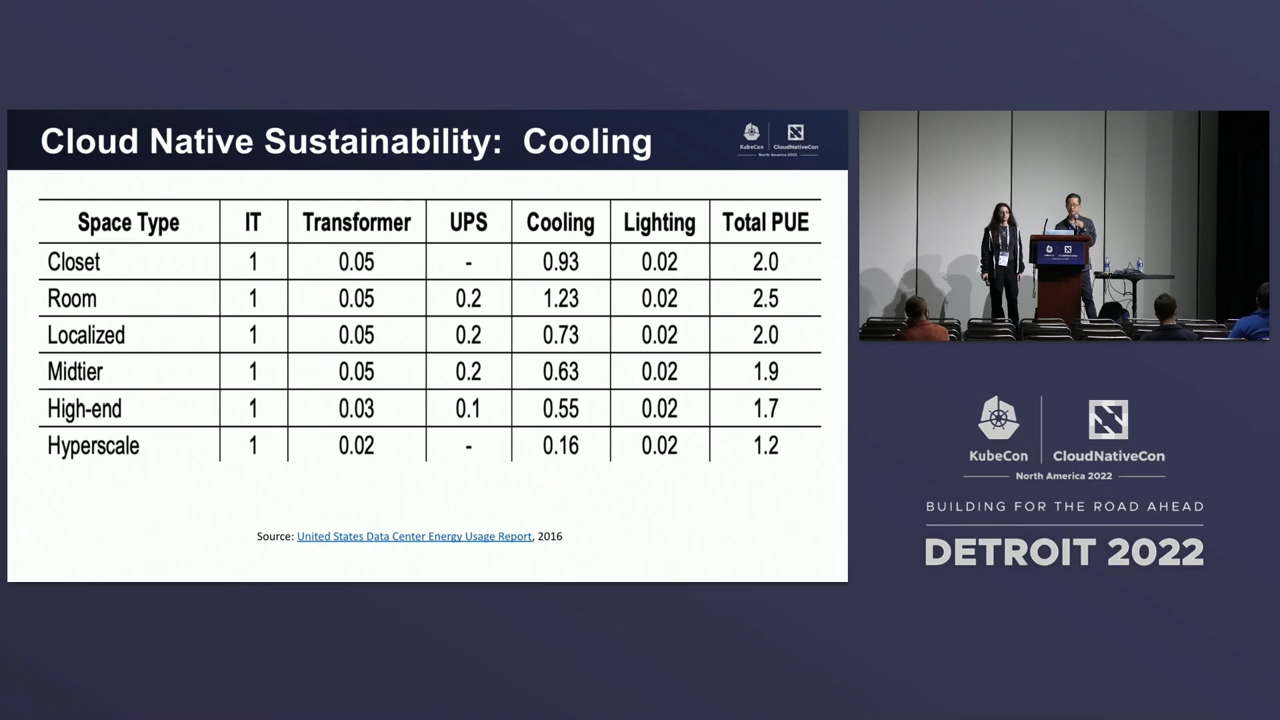 Cloud Native Sustainability: Cooling
KubeCon CloudNativeCon
North America 2022
Space Type IT Transformer UPS Cooling Lighting Total PUE
Closet 1 0.05 - 0.93 0.02 2.0
Room 1 0.05 0.2 1.23 0.02 2.5
Localized 1 0.05 0.2 0.73 0.02 2.0
Midtier 1 0.05 0.2 0.63 0.02 1.9
High-end 1 0.03 0.1 0.55 0.02 1.7
Hyperscale 1 0.02 - 0.16 0.02 1.2
Source: United States Data Center Energy Usage Report, 2016
KubeCon CloudNativeCon
North America 2022
BUILDING FOR THE ROAD AHEAD
DETROIT 2022